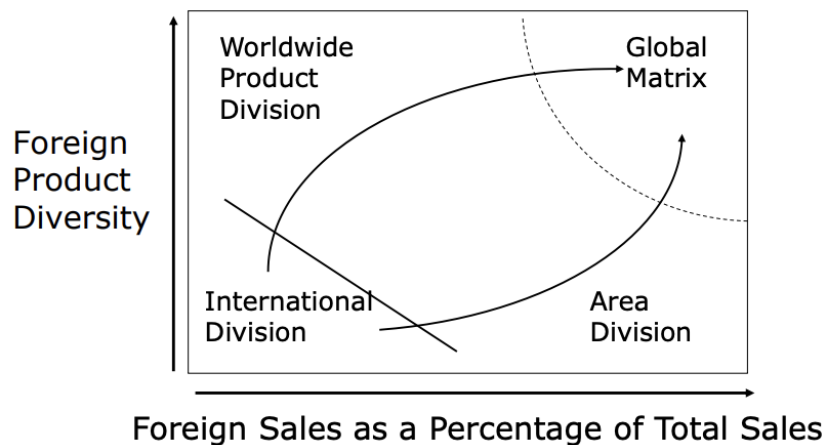 Worldwide
Product
Division
Global
Matrix
Foreign
Product
Diversity
International
Division
Area
Division
Foreign Sales as a Percentage of Total Sales